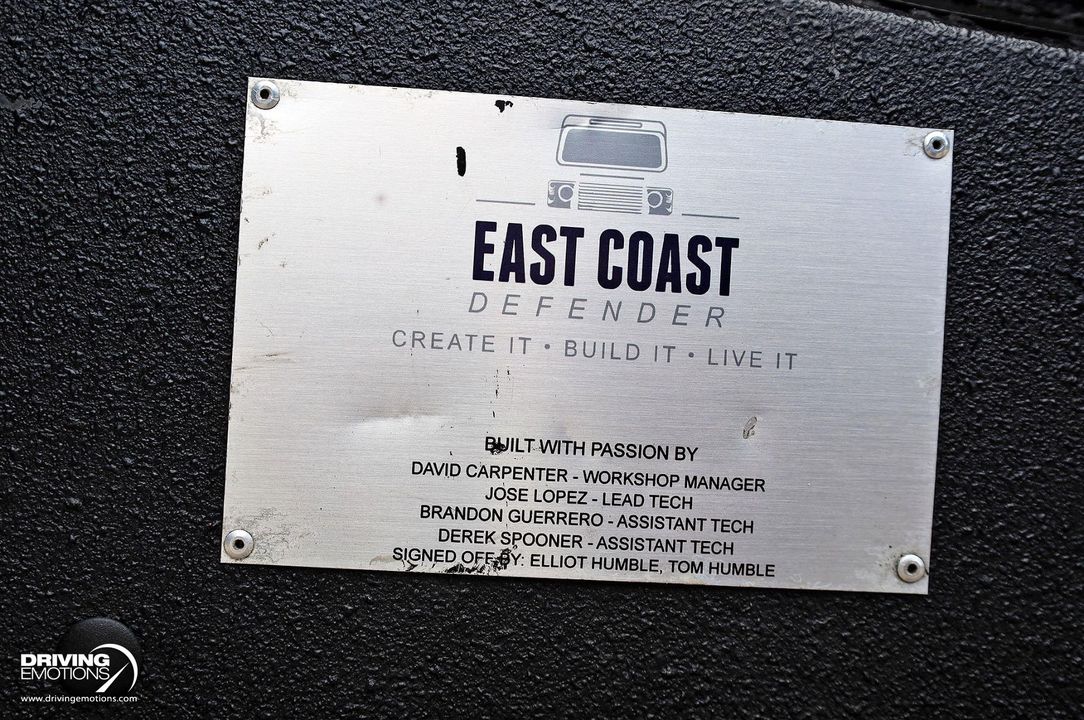 EAST COAST
DEFENDER
CREATE IT • BUILD IT • LIVE IT
BUILT WITH PASSION BY
DAVID CARPENTER - WORKSHOP MANAGER
JOSE LOPEZ - LEAD TECH
BRANDON GUERRERO - ASSISTANT TECH
DEREK SPOONER - ASSISTANT TECH
SIGNED OFF BY: ELLIOT HUMBLE, TOM HUMBLE
DRIVING
EMOTIONS
www.drivingemotions.com